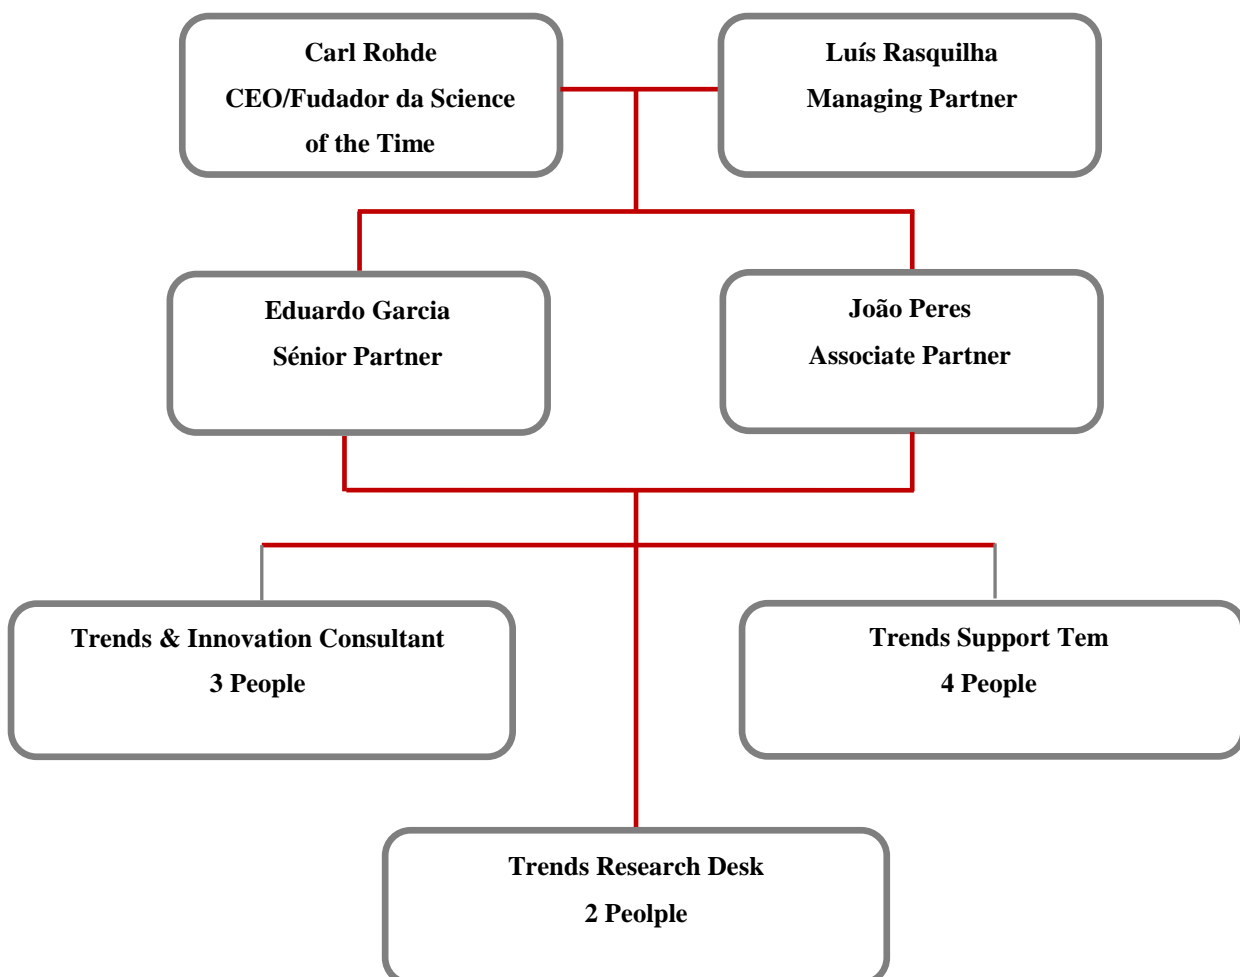 Carl Rohde
CEO/Fudador da Science
of the Time
Luís Rasquilha
Managing Partner
Eduardo Garcia
Sénior Partner
João Peres
Associate Partner
Trends & Innovation Consultant
3 People
Trends Support Tem
4 People
Trends Research Desk
2 Peolple